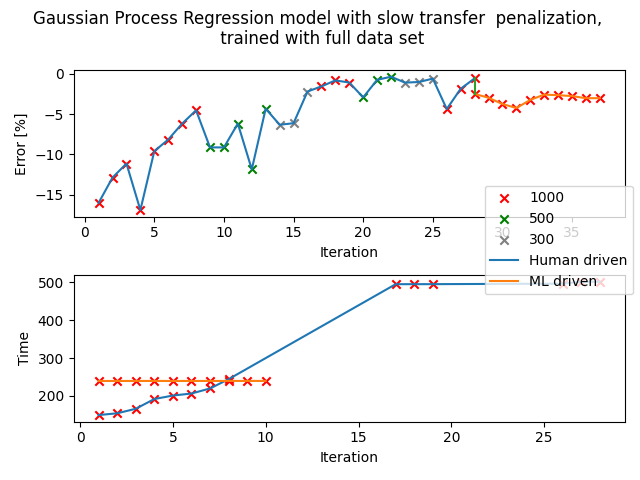 Gaussian Process Regression model with slow transfer  penalization,
trained with full data set
Error [%]
0
−5
−10
−15
0 5 10 15 20 25 30 35
Iteration
1000
500
300
Human driven
ML driven
Time
500
400
300
200
0 5 10 15 20 25
Iteration